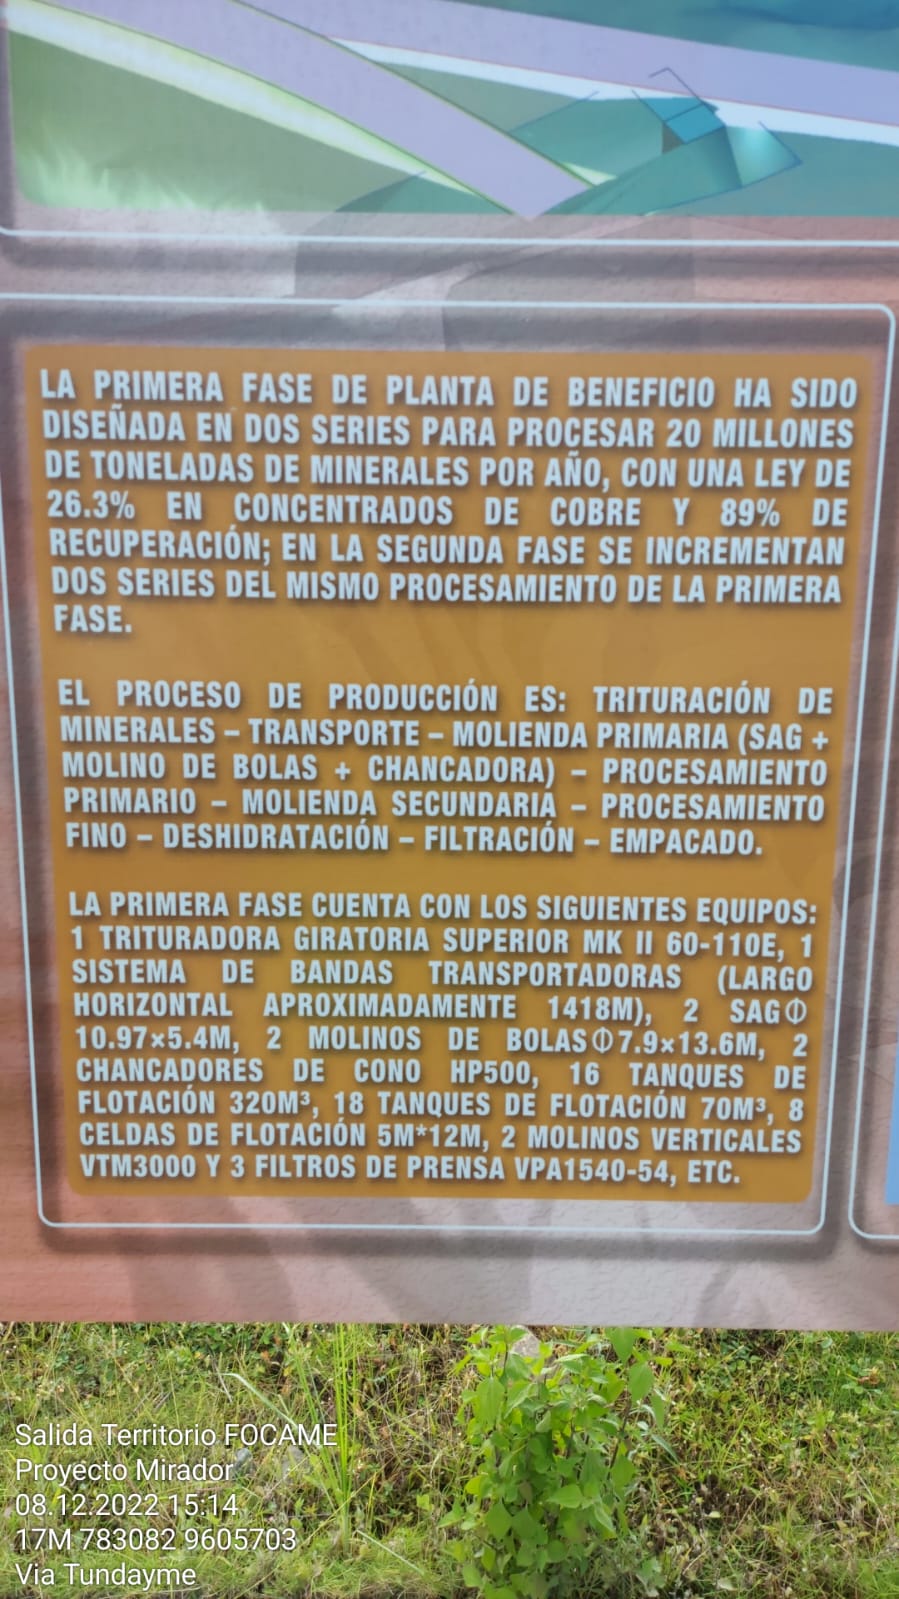 LA PRIMERA FASE DE PLANTA DE BENEFICIO HA SIDO
DISEÑADA EN DOS SERIES PARA PROCESAR 20 MILLONES
DE TONELADAS DE MINERALES POR AÑO, CON UNA LEY DE
26.3% EN CONCENTRADOS DE COBRE Y 89% DE
RECUPERACIÓN; EN LA SEGUNDA FASE SE INCREMENTAN
DOS SERIES DEL MISMO PROCESAMIENTO DE LA PRIMERA
FASE.
EL PROCESO DE PRODUCCIÓN ES: TRITURACIÓN DE
MINERALES – TRANSPORTE – MOLIENDA PRIMARIA (SAG +
MOLINO DE BOLAS + CHANCADORA) – PROCESAMIENTO
PRIMARIO – MOLIENDA SECUNDARIA – PROCESAMIENTO
FINO – DESHIDRATACIÓN – FILTRACIÓN – EMPACADO.
LA PRIMERA FASE CUENTA CON LOS SIGUIENTES EQUIPOS:
1 TRITURADORA GIRATORIA SUPERIOR MK II 60-110E, 1
SISTEMA DE BANDAS TRANSPORTADORAS (LARGO
HORIZONTAL APROXIMADAMENTE 1418M), 2 SAGΦ
10.97×5.4M, 2 MOLINOS DE BOLASΦ7.9×13.6M, 2
CHANCADORES DE CONO HP500, 16 TANQUES DE
FLOTACIÓN 320M³, 18 TANQUES DE FLOTACIÓN 70M³, 8
CELDAS DE FLOTACIÓN 5M*12M, 2 MOLINOS VERTICALES
VTM3000 Y 3 FILTROS DE PRENSA VPA1540-54, ETC.
Salida Territorio FOCAME
Proyecto Mirador
08.12.2022 15:14
17M 783082 9605703
Via Tundayme